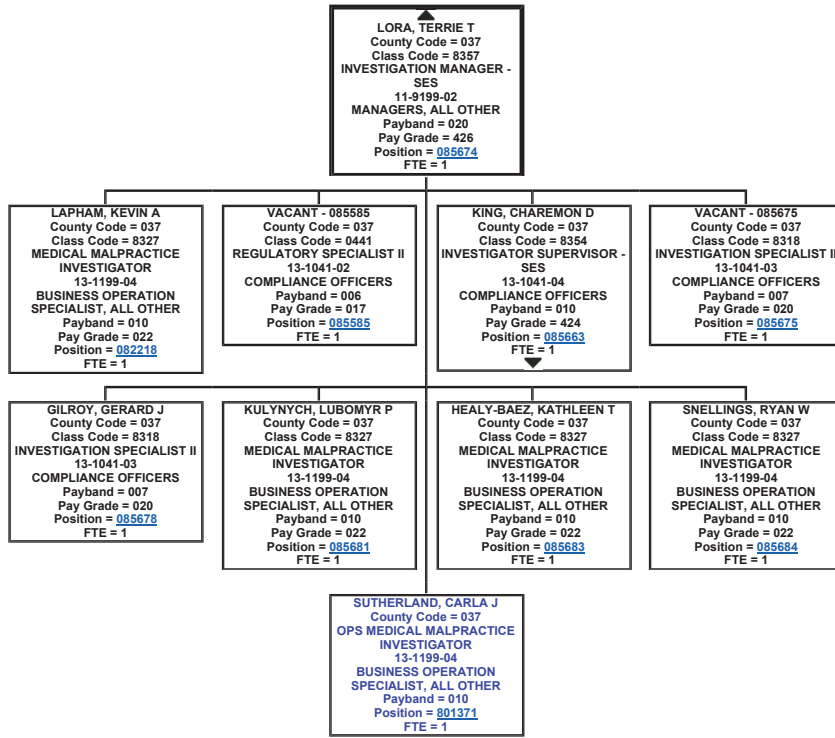 LORA, TERRIE T
County Code = 037
Class Code = 8357
INVESTIGATION MANAGER -
SES
11-9199-02
MANAGERS, ALL OTHER
Payband = 020
Pay Grade = 426
Position = 085674
FTE = 1
LAPHAM, KEVIN A
County Code = 037
Class Code = 8327
MEDICAL MALPRACTICE
INVESTIGATOR
13-1199-04
BUSINESS OPERATION
SPECIALIST, ALL OTHER
Payband = 010
Pay Grade = 022
Position = 082218
FTE = 1
VACANT - 085585
County Code = 037
Class Code = 0441
REGULATORY SPECIALIST II
13-1041-02
COMPLIANCE OFFICERS
Payband = 006
Pay Grade = 017
Position = 085585
FTE = 1
KING, CHAREMON D
County Code = 037
Class Code = 8354
INVESTIGATOR SUPERVISOR -
SES
13-1041-04
COMPLIANCE OFFICERS
Payband = 010
Pay Grade = 424
Position = 085663
FTE = 1
VACANT - 085675
County Code = 037
Class Code = 8318
INVESTIGATION SPECIALIST II
13-1041-03
COMPLIANCE OFFICERS
Payband = 007
Pay Grade = 020
Position = 085675
FTE = 1
GILROY, GERARD J
County Code = 037
Class Code = 8318
INVESTIGATION SPECIALIST II
13-1041-03
COMPLIANCE OFFICERS
Payband = 007
Pay Grade = 020
Position = 085678
FTE = 1
KULYNYCH, LUBOMYR P
County Code = 037
Class Code = 8327
MEDICAL MALPRACTICE
INVESTIGATOR
13-1199-04
BUSINESS OPERATION
SPECIALIST, ALL OTHER
Payband = 010
Pay Grade = 022
Position = 085681
FTE = 1
HEALY-BAEZ, KATHLEEN T
County Code = 037
Class Code = 8327
MEDICAL MALPRACTICE
INVESTIGATOR
13-1199-04
BUSINESS OPERATION
SPECIALIST, ALL OTHER
Payband = 010
Pay Grade = 022
Position = 085683
FTE = 1
SNELLINGS, RYAN W
County Code = 037
Class Code = 8327
MEDICAL MALPRACTICE
INVESTIGATOR
13-1199-04
BUSINESS OPERATION
SPECIALIST, ALL OTHER
Payband = 010
Pay Grade = 022
Position = 085684
FTE = 1
SUTHERLAND, CARLA J
County Code = 037
OPS MEDICAL MALPRACTICE
INVESTIGATOR
13-1199-04
BUSINESS OPERATION
SPECIALIST, ALL OTHER
Payband = 010
Position = 801371
FTE = 1